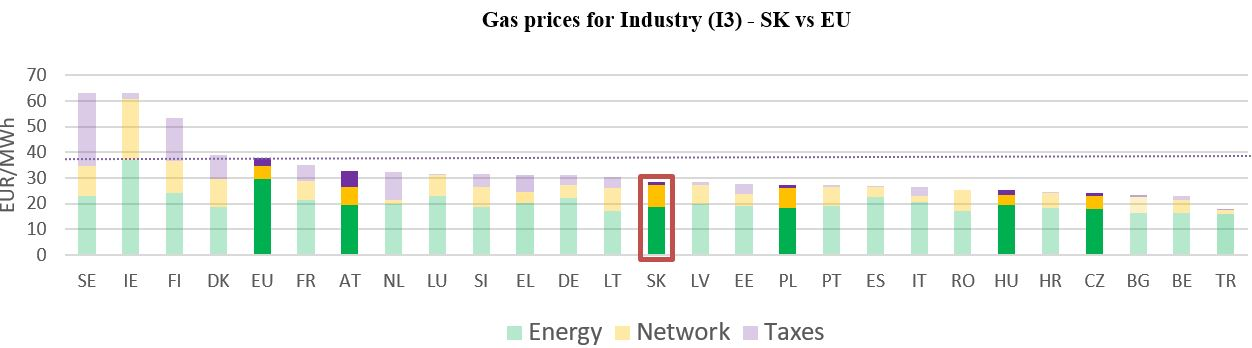 Gas prices for Industry (I3) - SK vs EU
70
60
50
40
30
20
10
0
EUR/MWh
SE IE FI DK EU FR AT NL LU SI EL DE LT SK LV EE PL PT ES IT RO HU HR CZ BG BE TR
Energy Network Taxes